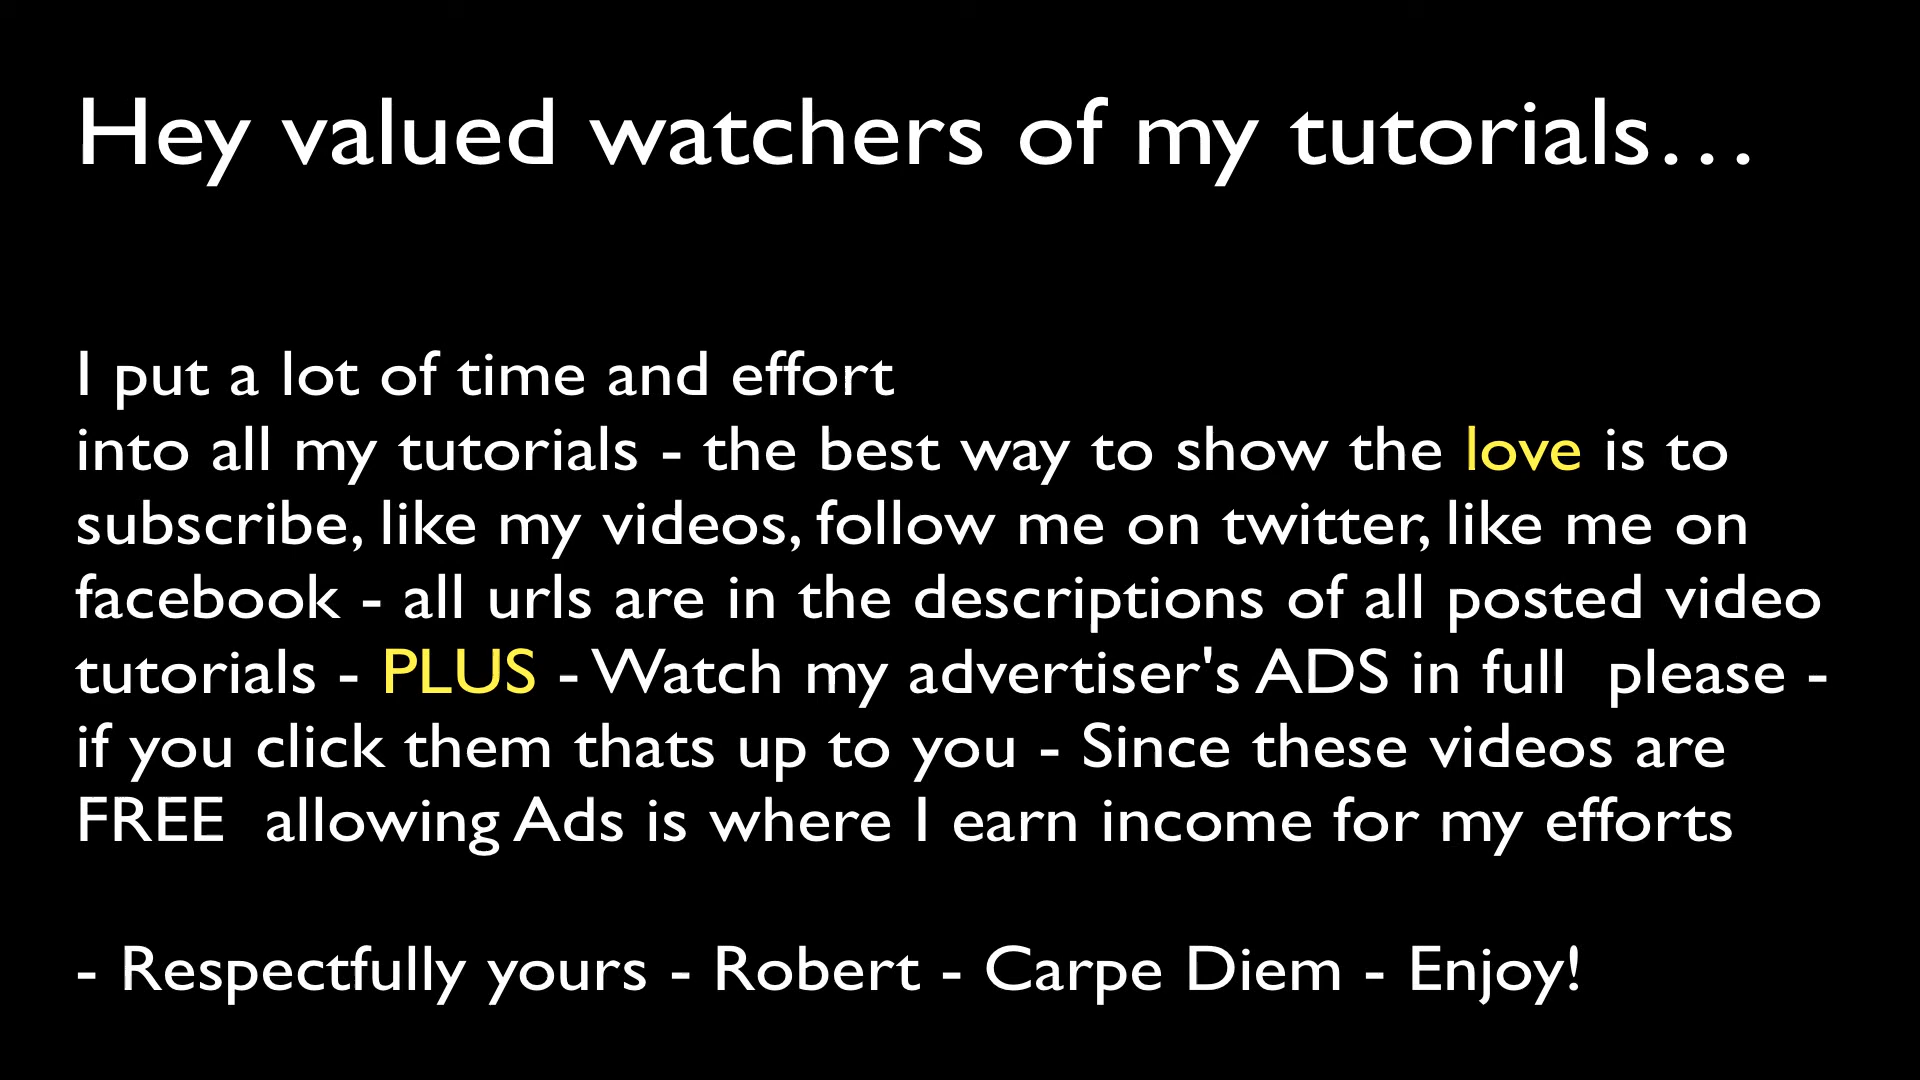 Hey valued watchers of my tutorials...
I put a lot of time and effort
into all my tutorials - the best way to show the love is to
subscribe, like my videos, follow me on twitter, like me on
facebook - all urls are in the descriptions of all posted video
tutorials - PLUS - Watch my advertiser's ADS in full  please -
if you click them thats up to you - Since these videos are
FREE  allowing Ads is where I earn income for my efforts
- Respectfully yours - Robert - Carpe Diem - Enjoy!